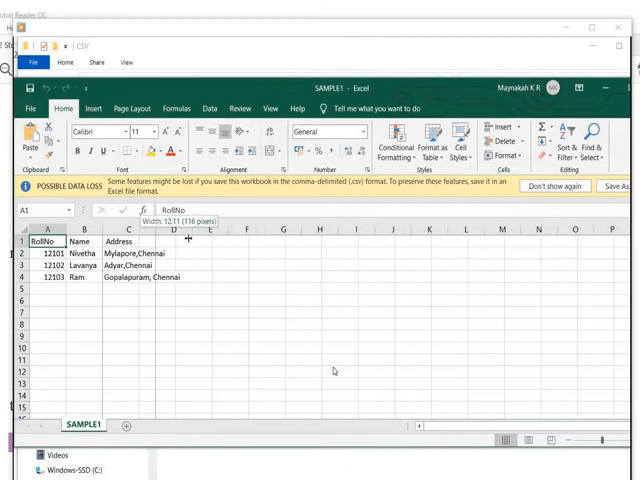 obat Reader DC
CSV
File Home Share View
SAMPLE1 - Excel
Maynakah K R MK
File Home Insert Page Layout Formulas Data Review View Help Tell me what you want to do
Calibri 11
General
Paste
B I U
Conditional Formatting
Format as Table
Cell Styles
Insert
Delete
Format
Sort & Filter
Find & Select
Clipboard Font Alignment Number Styles Cells Editing
POSSIBLE DATA LOSS Some features might be lost if you save this workbook in the comma-delimited (.csv) format. To preserve these features, save it in an Excel file format.
Don't show again
Save As.
A1 fx RollNo
Width: 12.11 (116 pixels)
A B C D E F G H I J K L M N O P
1 RollNo Name Address
2 12101 Nivetha Mylapore,Chennai
3 12102 Lavanya Adyar,Chennai
4 12103 Ram Gopalapuram, Chennai
5
6
7
8
9
10
11
12
13
14
15
SAMPLE1
Videos
Windows-SSD (C:)